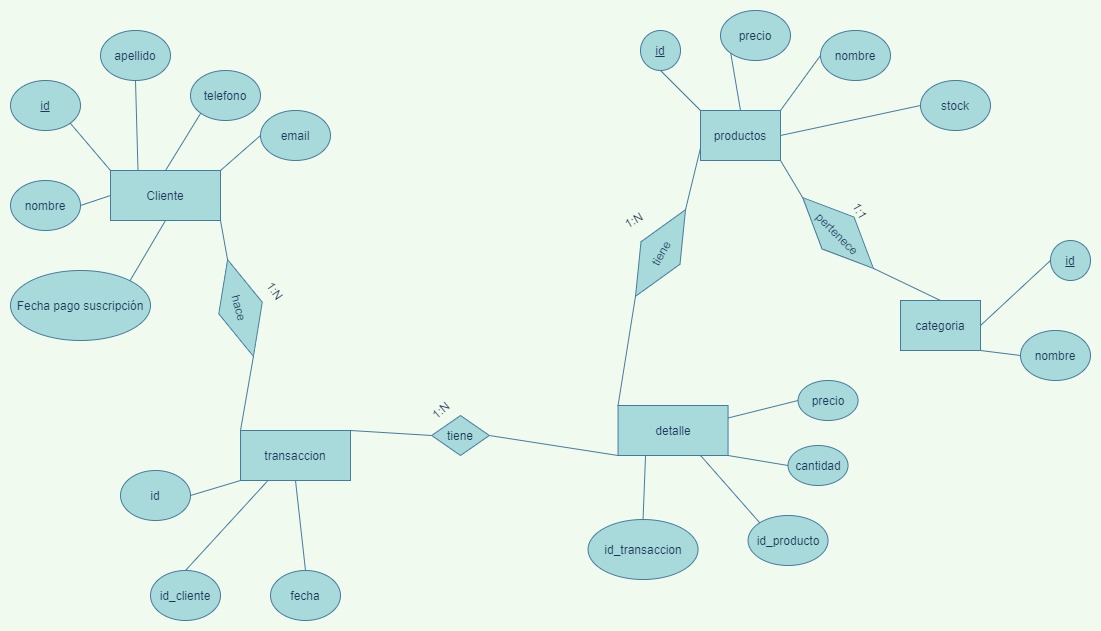 id
precio
nombre
stock
productos
apellido
telefono
email
id
nombre
Cliente
Fecha pago suscripción
1:N
hace
1:N
tiene
1:1
pertenece
id
categoria
nombre
1:N
tiene
transaccion
id
id_cliente
fecha
detalle
precio
cantidad
id_producto
id_transaccion